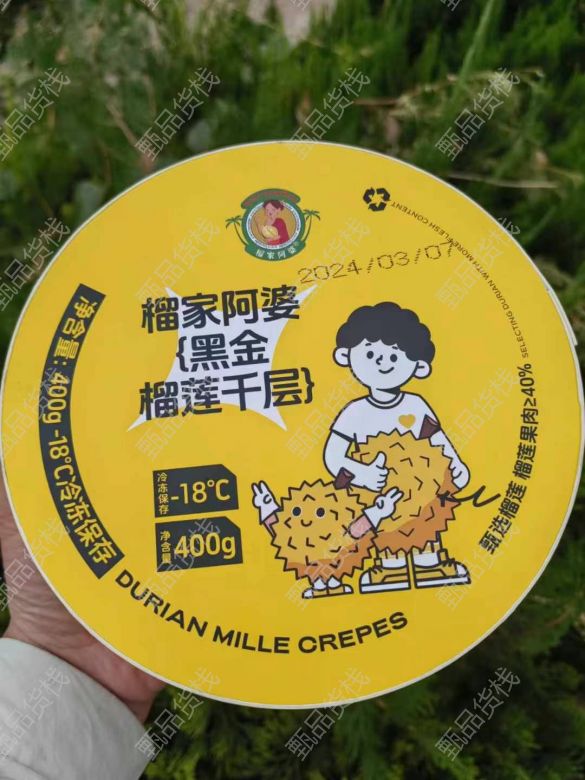 榴家阿婆
2024/03/07
SELECTING DURIAN WITH MORE FLESH CONTENT
榴家阿婆
{黑金
榴莲千层}
净含量：400g -18°C冷冻保存
冷冻保存
-18°C
净含量
400g
甄选榴莲 榴莲果肉≥40%
DURIAN MILLE CREPES
甄品货栈